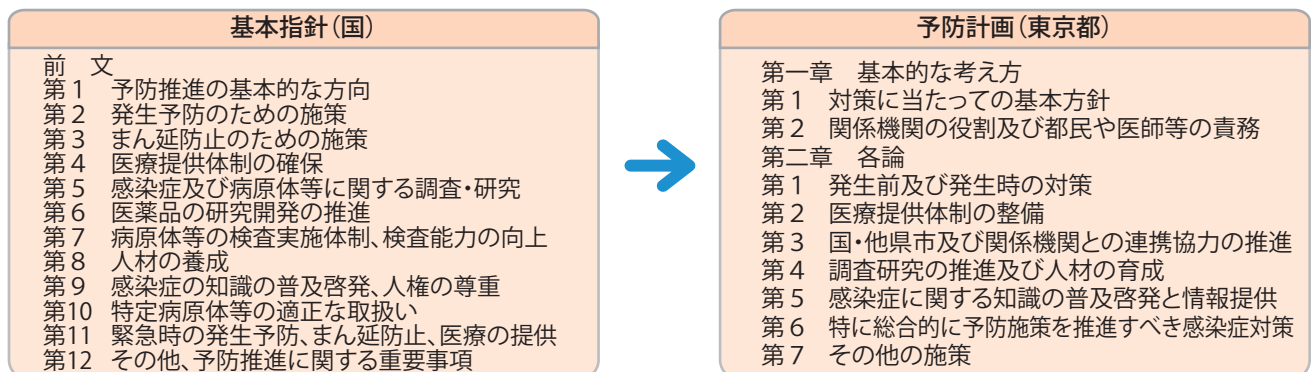 基本指針(国)
前　文
第１　予防推進の基本的な方向
第２　発生予防のための施策
第３　まん延防止のための施策
第４　医療提供体制の確保
第５　感染症及び病原体等に関する調査・研究
第６　医薬品の研究開発の推進
第７　病原体等の検査実施体制、検査能力の向上
第８　人材の養成
第９　感染症の知識の普及啓発、人権の尊重
第10　特定病原体等の適正な取扱い
第11　緊急時の発生予防、まん延防止、医療の提供
第12　その他、予防推進に関する重要事項
予防計画(東京都)
第一章　基本的な考え方
第１　対策に当たっての基本方針
第２　関係機関の役割及び都民や医師等の責務
第二章　各論
第１　発生前及び発生時の対策
第２　医療提供体制の整備
第３　国・他県市及び関係機関との連携協力の推進
第４　調査研究の推進及び人材の育成
第５　感染症に関する知識の普及啓発と情報提供
第６　特に総合的に予防施策を推進すべき感染症対策
第７　その他の施策